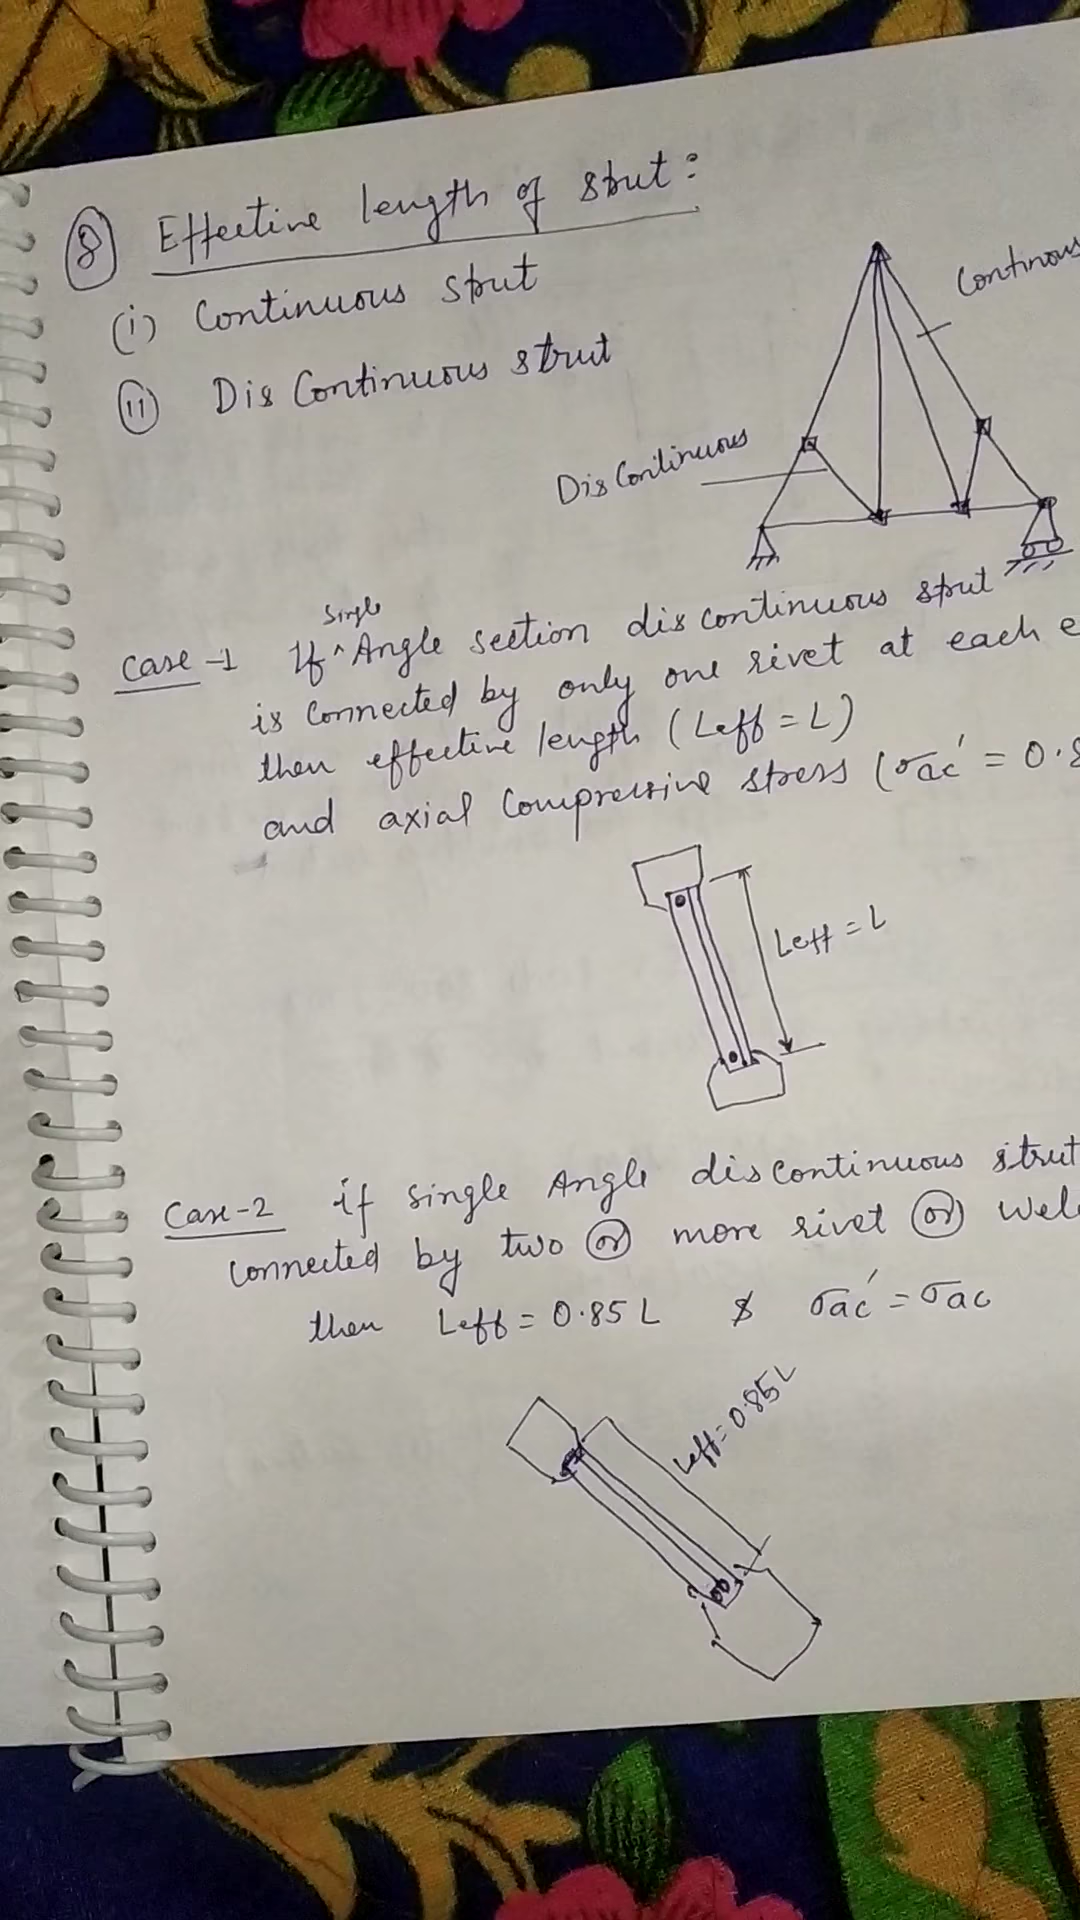 8 Effective length of strut:
(i) Continuous strut
(ii) Dis Continuous strut
Continous
Dis Continuous
Case-1 If ^ Single Angle section dis continuous strut
is connected by only one rivet at each e
then effective length (Leff = L)
and axial compressive stress (σac' = 0.8
Leff = L
Case-2 if single Angle discontinuous strut
connected by two or more rivet or wel
then Leff = 0.85 L & σac' = σac
Leff = 0.85L